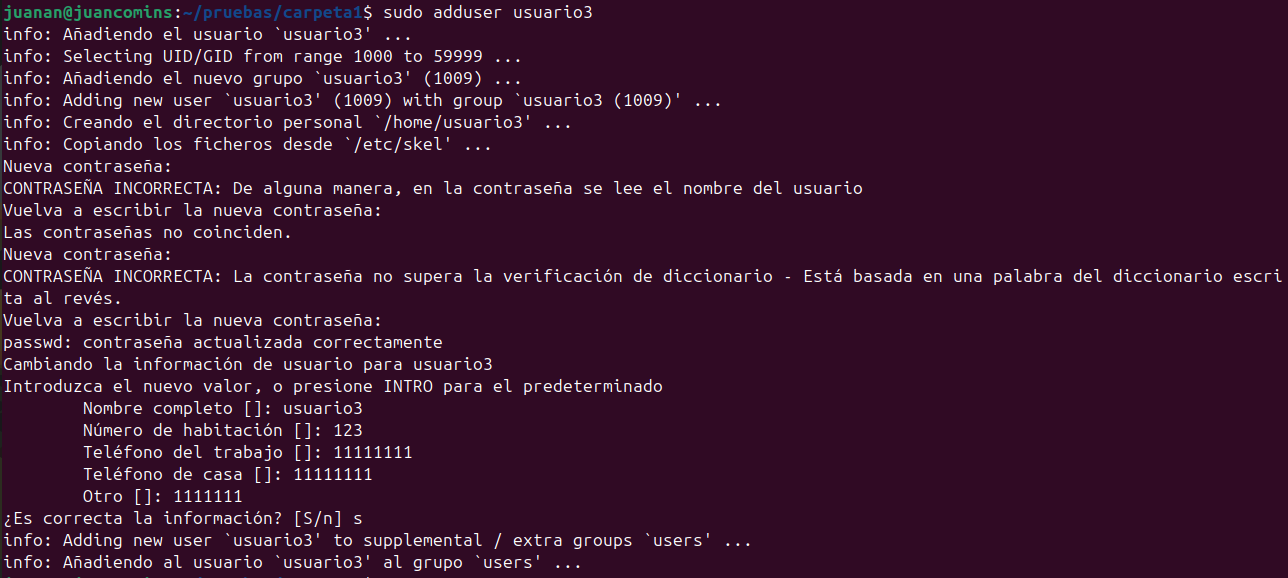 juanan@juancomins:~/pruebas/carpeta1$ sudo adduser usuario3
info: Añadiendo el usuario `usuario3' ...
info: Selecting UID/GID from range 1000 to 59999 ...
info: Añadiendo el nuevo grupo `usuario3' (1009) ...
info: Adding new user `usuario3' (1009) with group `usuario3 (1009)' ...
info: Creando el directorio personal `/home/usuario3' ...
info: Copiando los ficheros desde `/etc/skel' ...
Nueva contraseña:
CONTRASEÑA INCORRECTA: De alguna manera, en la contraseña se lee el nombre del usuario
Vuelva a escribir la nueva contraseña:
Las contraseñas no coinciden.
Nueva contraseña:
CONTRASEÑA INCORRECTA: La contraseña no supera la verificación de diccionario - Está basada en una palabra del diccionario escri
ta al revés.
Vuelva a escribir la nueva contraseña:
passwd: contraseña actualizada correctamente
Cambiando la información de usuario para usuario3
Introduzca el nuevo valor, o presione INTRO para el predeterminado
        Nombre completo []: usuario3
        Número de habitación []: 123
        Teléfono del trabajo []: 11111111
        Teléfono de casa []: 11111111
        Otro []: 1111111
¿Es correcta la información? [S/n] s
info: Adding new user `usuario3' to supplemental / extra groups `users' ...
info: Añadiendo al usuario `usuario3' al grupo `users' ...